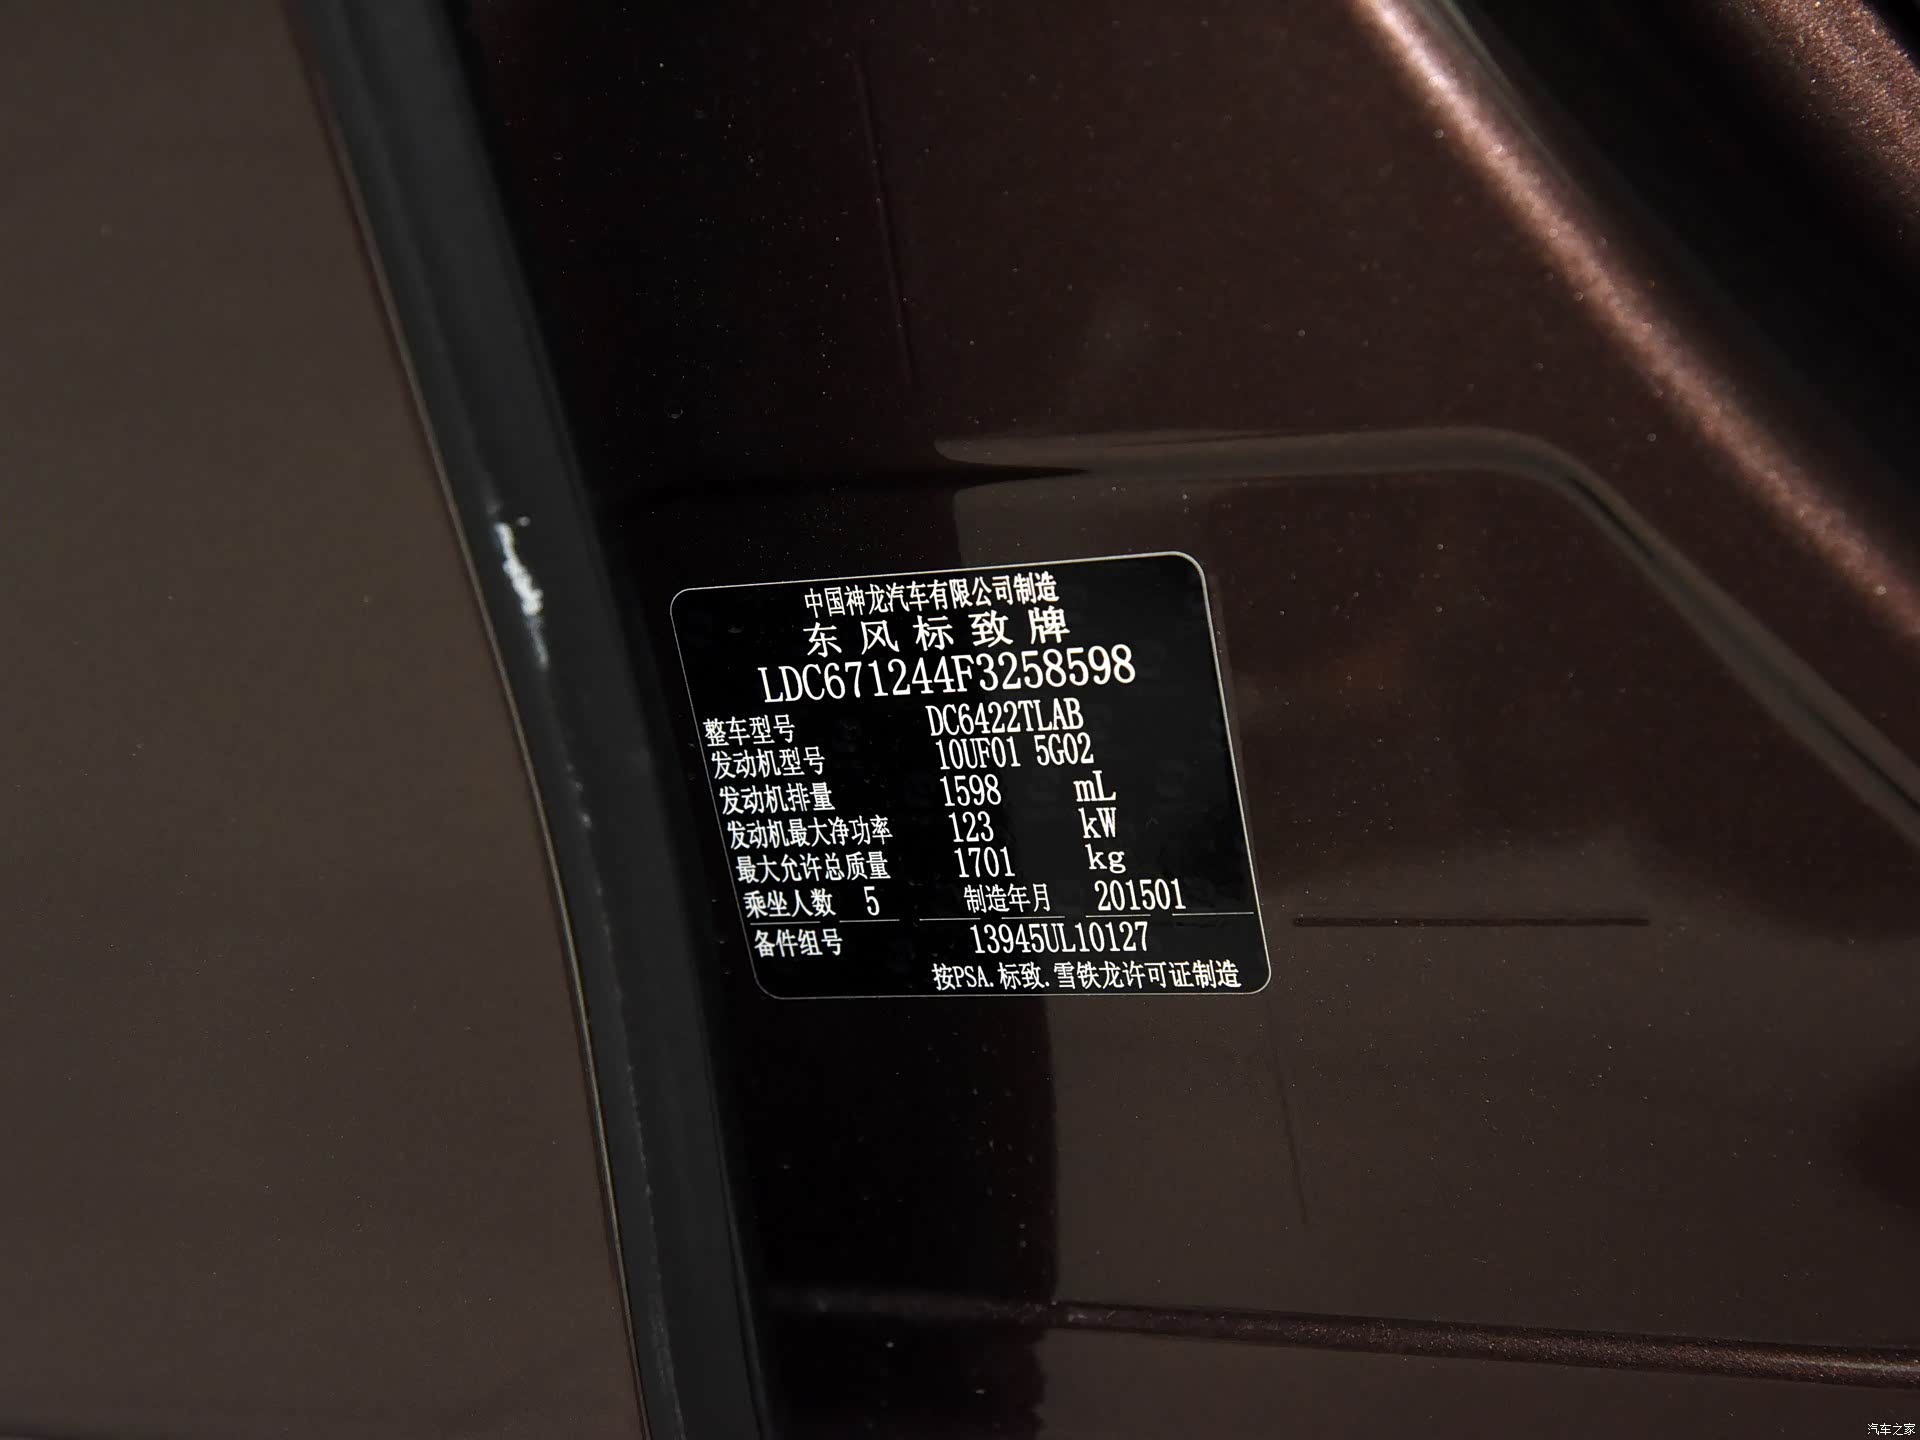 中国神龙汽车有限公司制造
东风标致牌
LDC671244F3258598
整车型号 DC6422TLAB
发动机型号 10UF01 5G02
发动机排量 1598 mL
发动机最大净功率 123 kW
最大允许总质量 1701 kg
乘坐人数 5 制造年月 201501
备件组号 13945UL10127
按PSA.标致.雪铁龙许可证制造
汽车之家